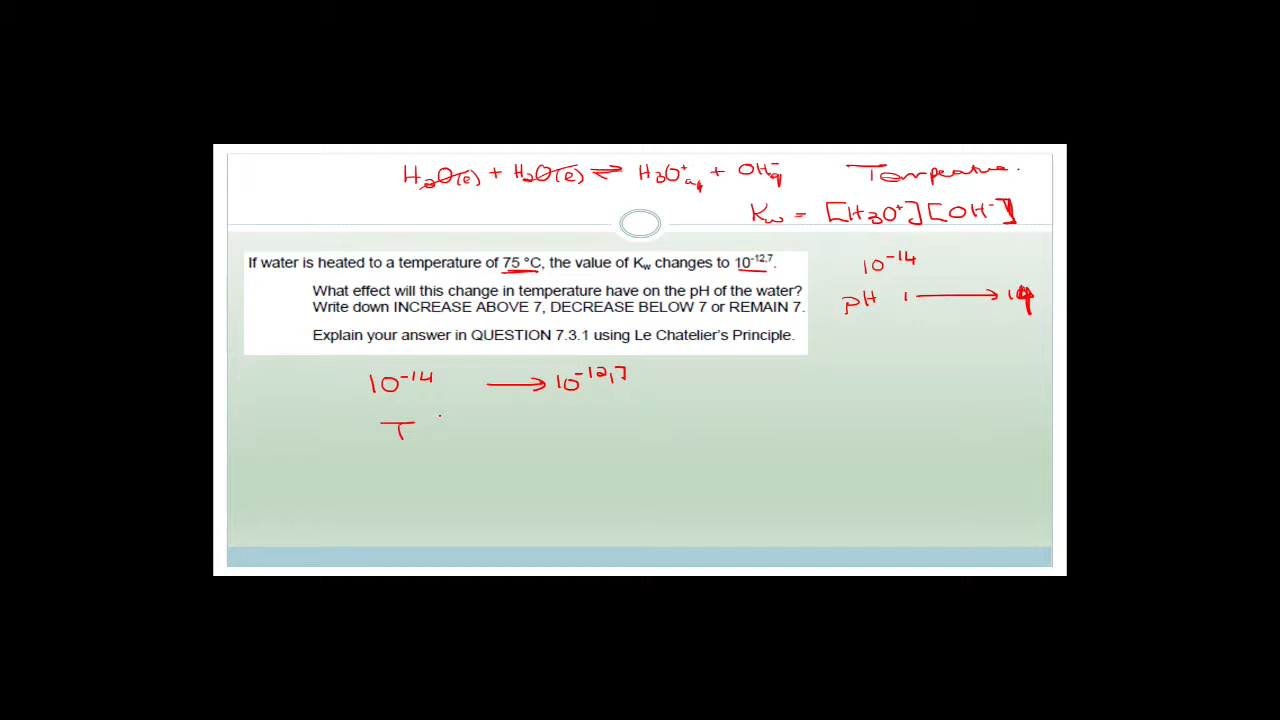 H₂O(l) + H₂O(l) ⇌ H₃O⁺aq + OH⁻aq Temperature.
Kw = [H₃O⁺][OH⁻]
If water is heated to a temperature of 75 °C, the value of Kw changes to 10⁻¹²,⁷.
10⁻¹⁴
What effect will this change in temperature have on the pH of the water?
pH 1 → 14
Write down INCREASE ABOVE 7, DECREASE BELOW 7 or REMAIN 7.
Explain your answer in QUESTION 7.3.1 using Le Chatelier's Principle.
10⁻¹⁴ → 10⁻¹²,⁷
T